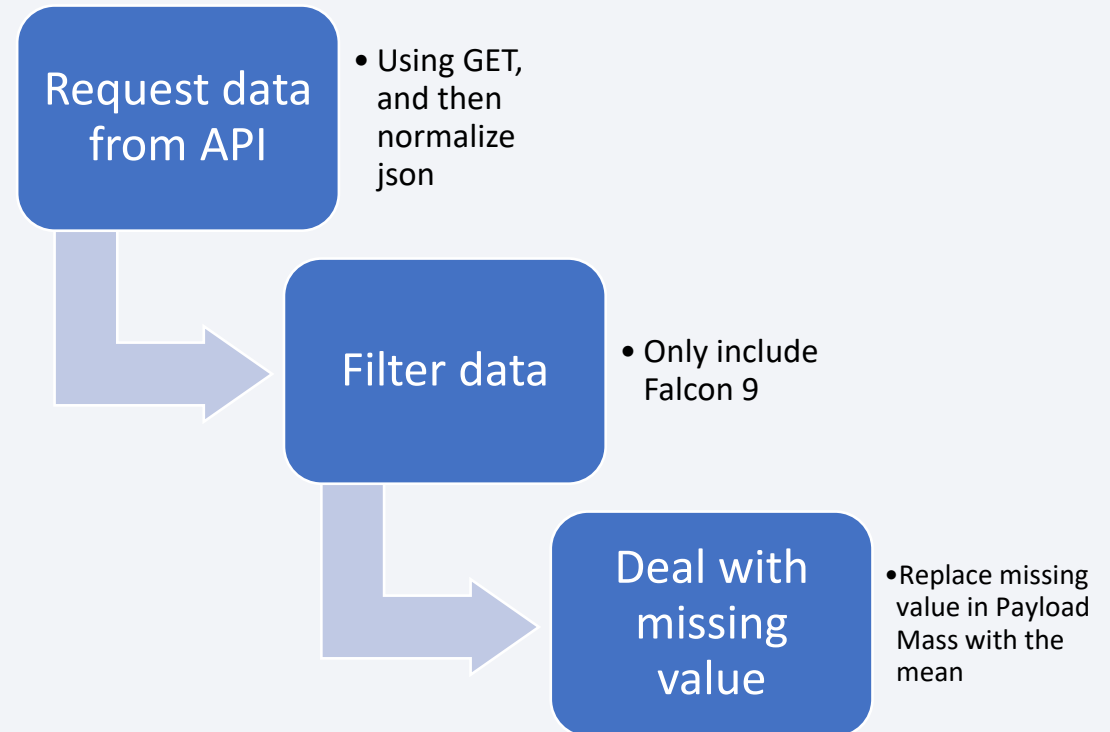 Request data
from API
• Using GET,
and then
normalize
json
Filter data
• Only include
Falcon 9
Deal with
missing
value
•Replace missing
value in Payload
Mass with the
mean